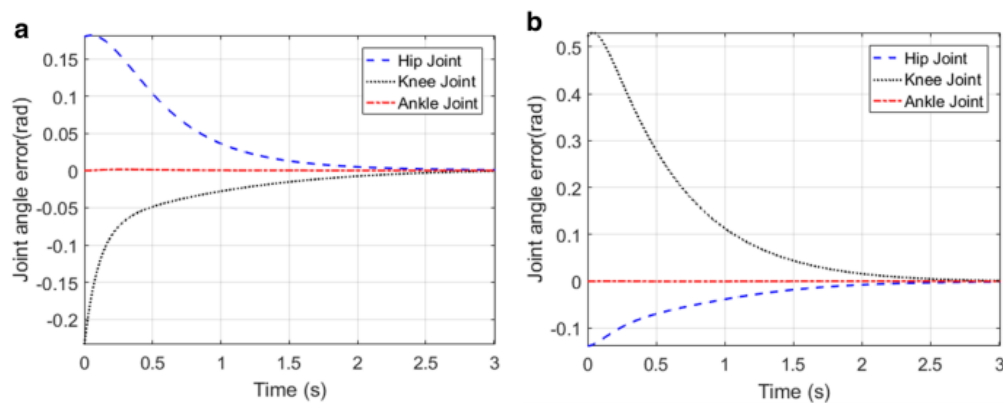 a
Joint angle error(rad)
0.15
0.1
0.05
0
-0.05
-0.1
-0.15
-0.2
Hip Joint
Knee Joint
Ankle Joint
0 0.5 1 1.5 2 2.5 3
Time (s)
b
Joint angle error(rad)
0.5
0.4
0.3
0.2
0.1
0
-0.1
Hip Joint
Knee Joint
Ankle Joint
0 0.5 1 1.5 2 2.5 3
Time (s)